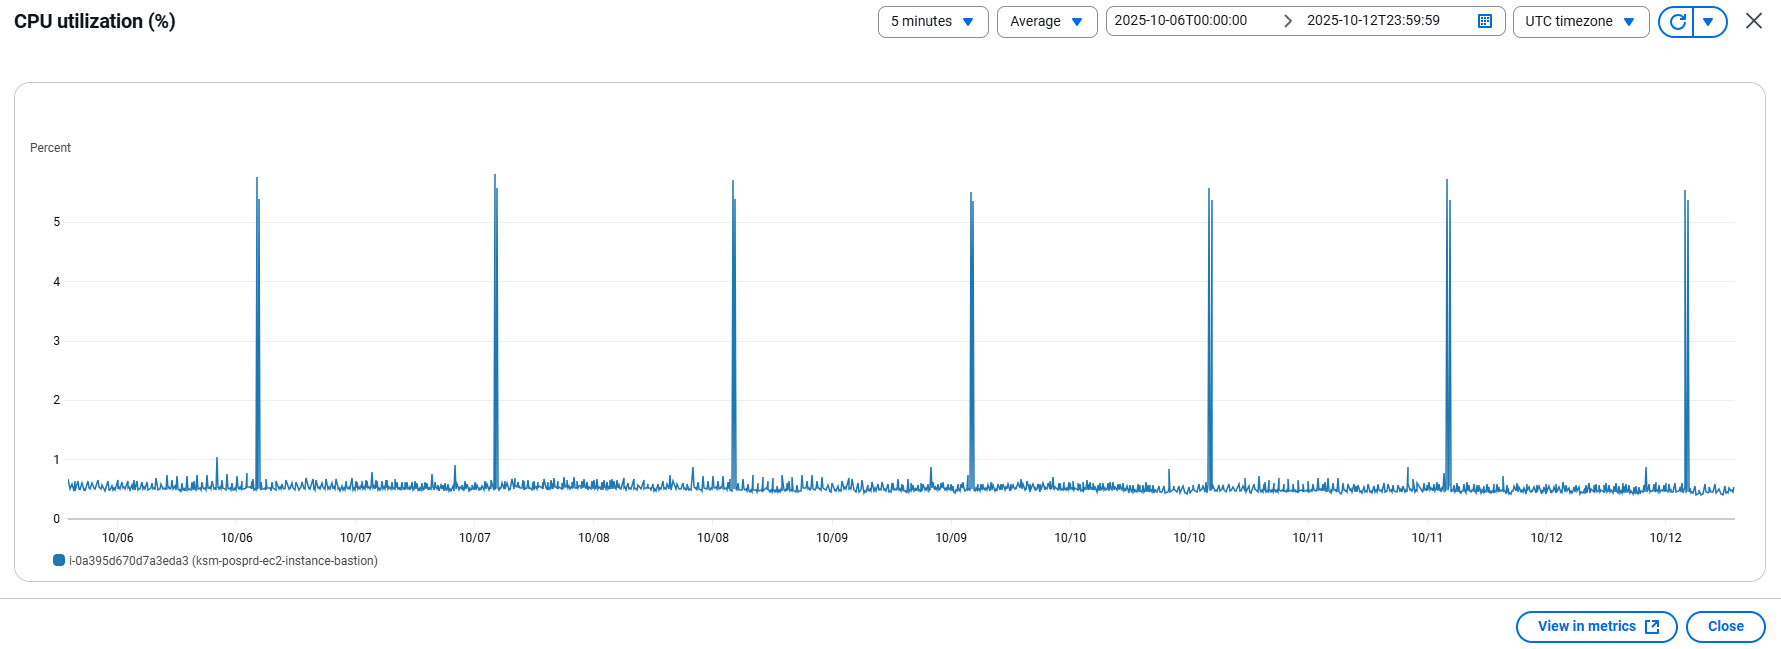 CPU utilization (%)
5 minutes
Average
2025-10-06T00:00:00
2025-10-12T23:59:59
UTC timezone
Percent
5
4
3
2
1
0
10/06 10/06 10/07 10/07 10/08 10/08 10/09 10/09 10/10 10/10 10/11 10/11 10/12 10/12
i-0a395d670d7a3eda3 (ksm-posprd-ec2-instance-bastion)
View in metrics
Close